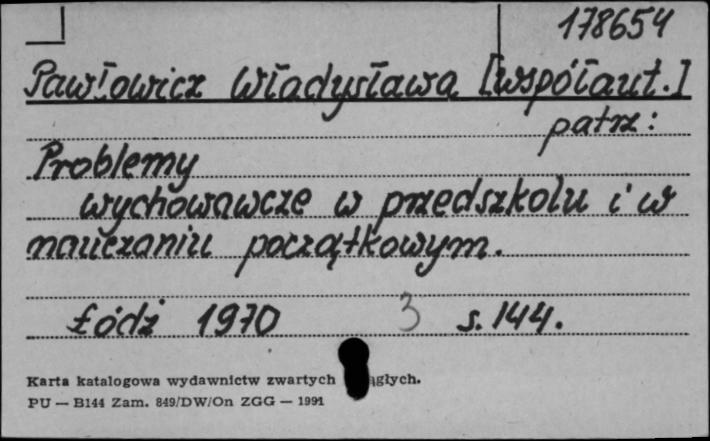 178654
Pawłowicz Władysława [współaut.]
patrz:
Problemy
wychowawcze w przedszkolu i w
nauczaniu początkowym.
Łódź 1970 3 s. 144.
Karta katalogowa wydawnictw zwartych ągłych.
PU — B144 Zam. 849/DW/On ZGG — 1991